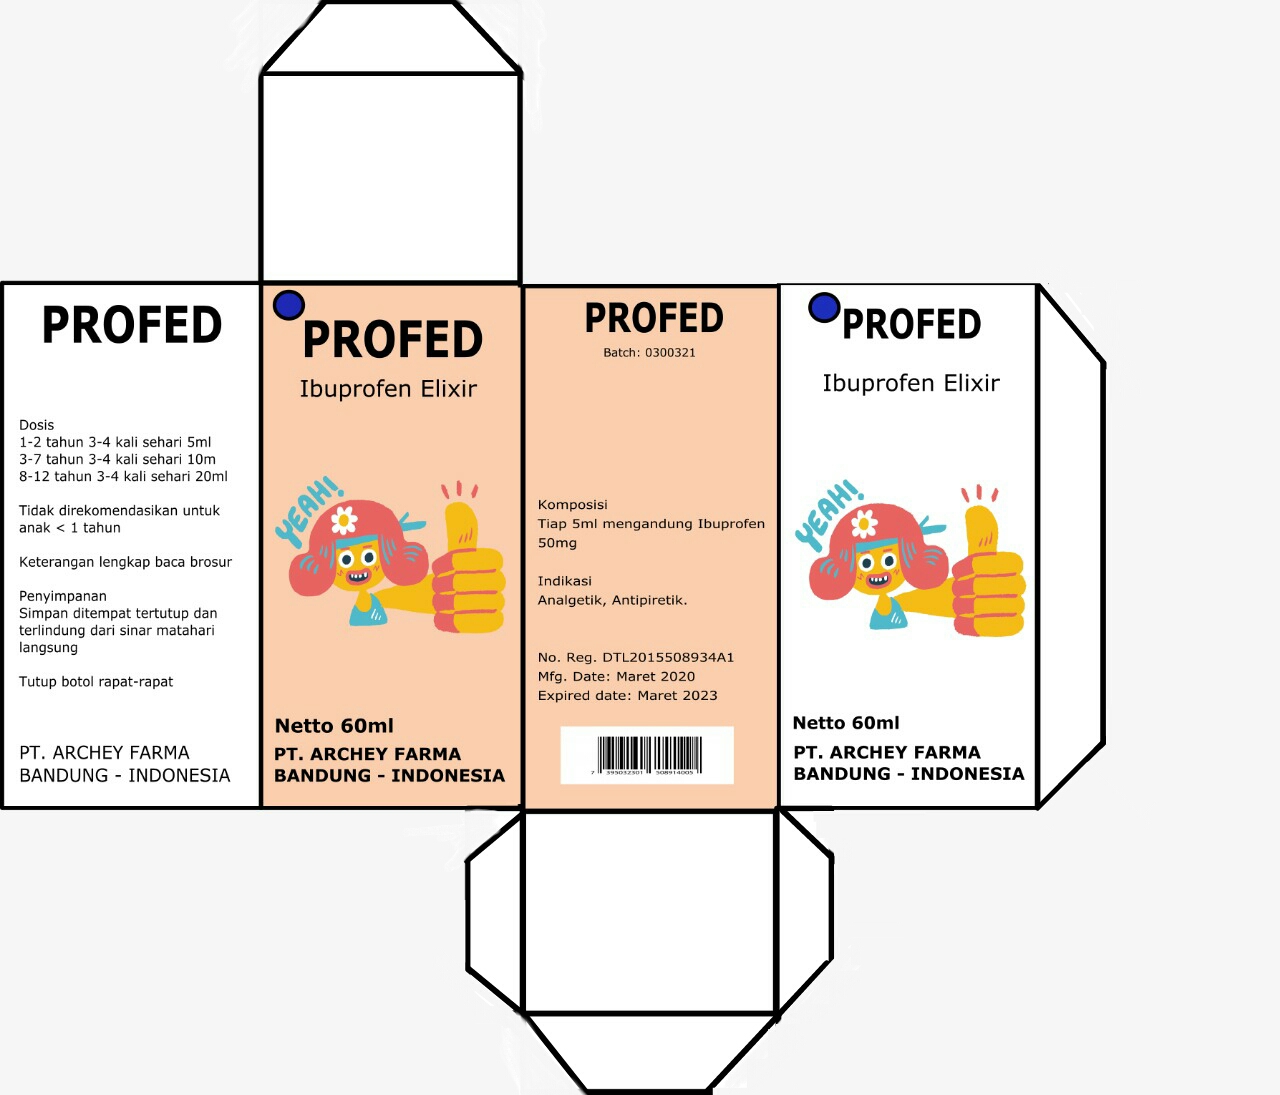 PROFED
Dosis
1-2 tahun 3-4 kali sehari 5ml
3-7 tahun 3-4 kali sehari 10m
8-12 tahun 3-4 kali sehari 20ml
Tidak direkomendasikan untuk
anak < 1 tahun
Keterangan lengkap baca brosur
Penyimpanan
Simpan ditempat tertutup dan
terlindung dari sinar matahari
langsung
Tutup botol rapat-rapat
PT. ARCHEY FARMA
BANDUNG - INDONESIA
PROFED
Ibuprofen Elixir
YEAH!
Netto 60ml
PT. ARCHEY FARMA
BANDUNG - INDONESIA
PROFED
Batch: 0300321
Komposisi
Tiap 5ml mengandung Ibuprofen
50mg
Indikasi
Analgetik, Antipiretik.
No. Reg. DTL2015508934A1
Mfg. Date: Maret 2020
Expired date: Maret 2023
7 395032301 508914005
PROFED
Ibuprofen Elixir
YEAH!
Netto 60ml
PT. ARCHEY FARMA
BANDUNG - INDONESIA